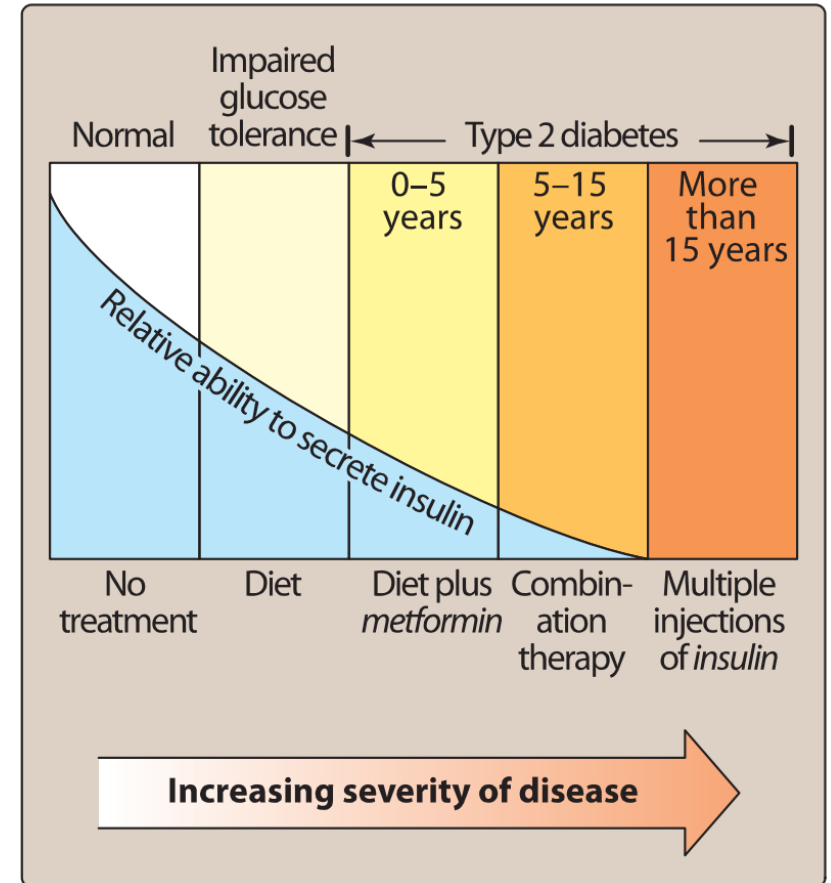 Impaired
glucose
Normal tolerance Type 2 diabetes
0–5
years
5–15
years
More
than
15 years
Relative ability to secrete insulin
No
treatment
Diet
Diet plus
metformin
Combin-
ation
therapy
Multiple
injections
of insulin
Increasing severity of disease